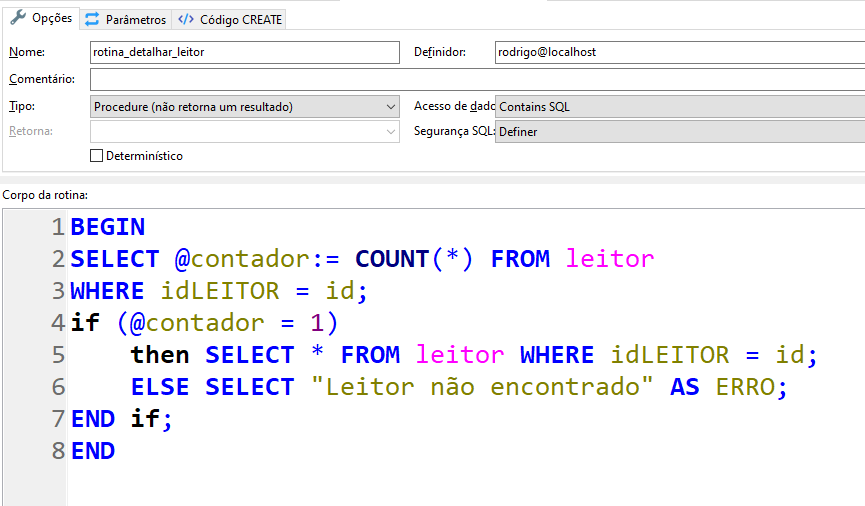 Opções Parâmetros Código CREATE
Nome: rotina_detalhar_leitor Definidor: rodrigo@localhost
Comentário:
Tipo: Procedure (não retorna um resultado) Acesso de dado Contains SQL
Retorna: Segurança SQL: Definer
Determinístico
Corpo da rotina:
1 BEGIN
2 SELECT @contador:= COUNT(*) FROM leitor
3 WHERE idLEITOR = id;
4 if (@contador = 1)
5 then SELECT * FROM leitor WHERE idLEITOR = id;
6 ELSE SELECT "Leitor não encontrado" AS ERRO;
7 END if;
8 END